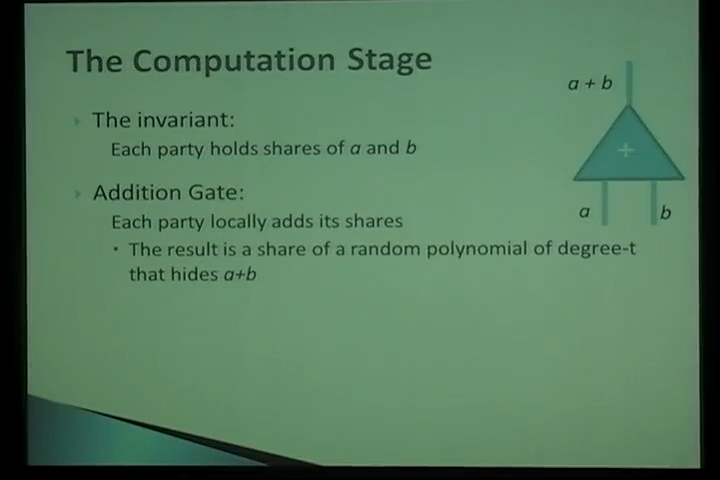 The Computation Stage
a + b
The invariant:
Each party holds shares of a and b
+
Addition Gate:
Each party locally adds its shares
a
b
• The result is a share of a random polynomial of degree-t
that hides a+b